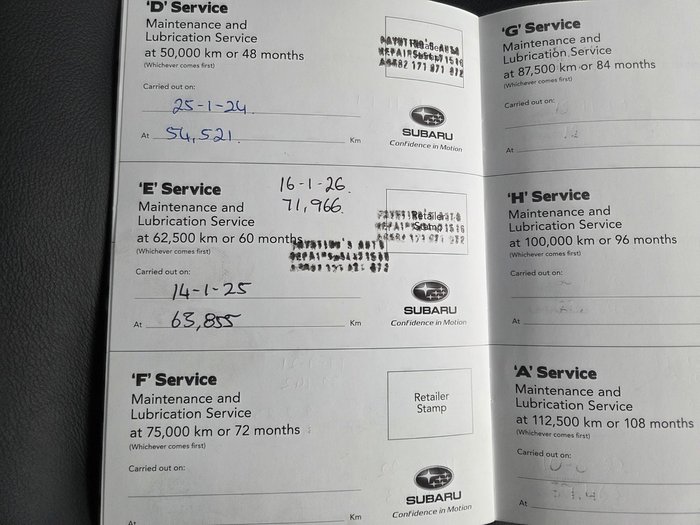 'D' Service
Maintenance and
Lubrication Service
at 50,000 km or 48 months
(Whichever comes first)
Carried out on:
25-1-24
At 54,521 Km
SUBARU
Confidence in Motion
'E' Service
16-1-26
71,966
Maintenance and
Lubrication Service
at 62,500 km or 60 months
(Whichever comes first)
Retailer
Stamp
Carried out on:
14-1-25
At 63,855 Km
SUBARU
Confidence in Motion
'F' Service
Maintenance and
Lubrication Service
at 75,000 km or 72 months
(Whichever comes first)
Retailer
Stamp
Carried out on:
At Km
SUBARU
Confidence in Motion
'G' Service
Maintenance and
Lubrication Service
at 87,500 km or 84 months
(Whichever comes first)
Carried out on:
At
'H' Service
Maintenance and
Lubrication Service
at 100,000 km or 96 months
(Whichever comes first)
Carried out on:
At
'A' Service
Maintenance and
Lubrication Service
at 112,500 km or 108 months
(Whichever comes first)
Carried out on:
At